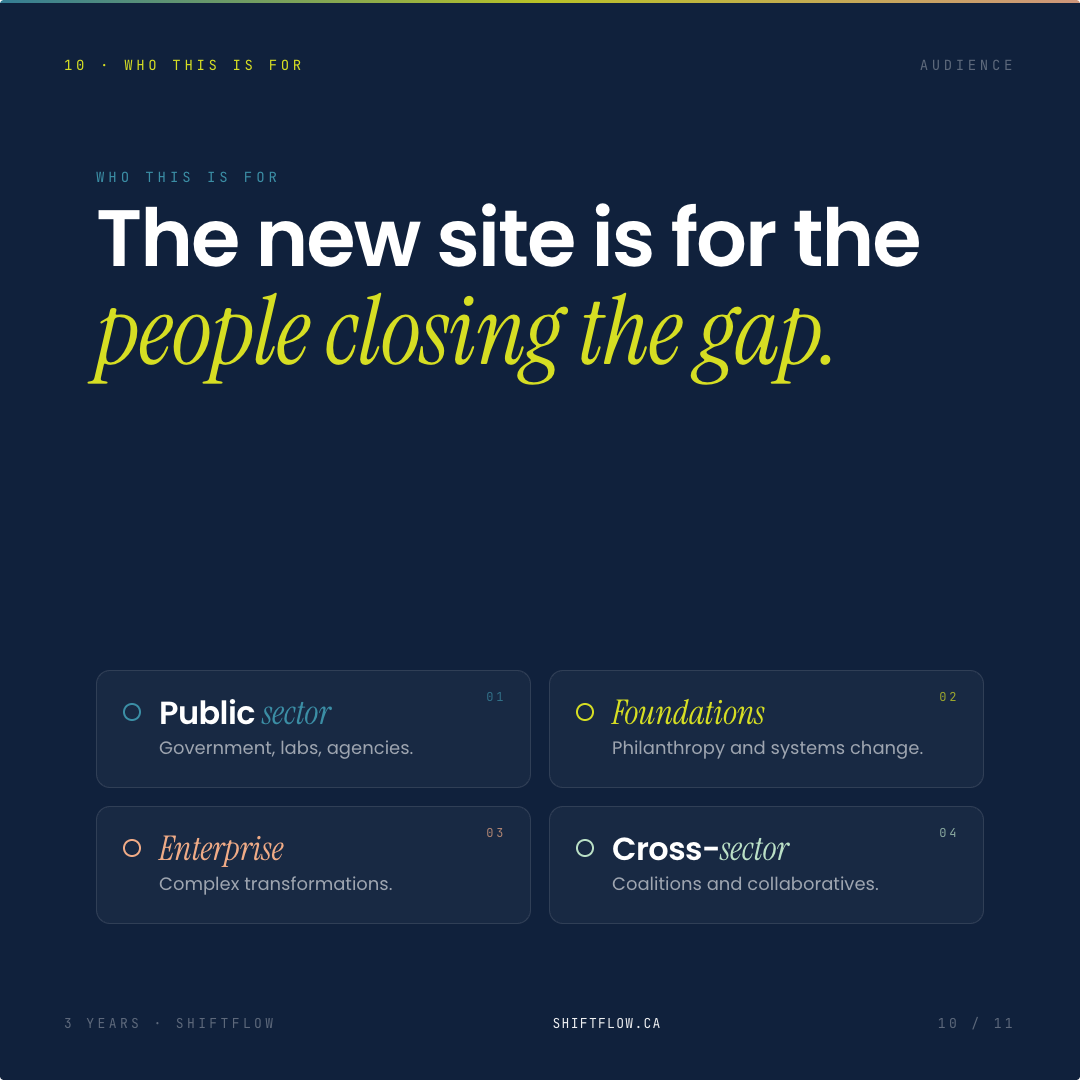 10 · WHO THIS IS FOR
AUDIENCE
WHO THIS IS FOR
The new site is for the
people closing the gap.
01
Public sector
Government, labs, agencies.
02
Foundations
Philanthropy and systems change.
03
Enterprise
Complex transformations.
04
Cross-sector
Coalitions and collaboratives.
3 YEARS · SHIFTFLOW
SHIFTFLOW.CA
10 / 11